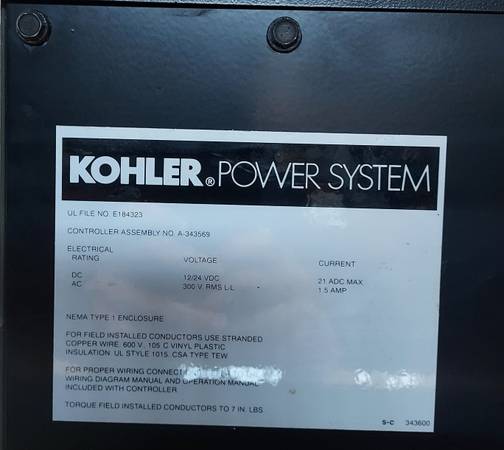 KOHLER® POWER SYSTEM
UL FILE NO. E184323
CONTROLLER ASSEMBLY NO. A-343569
ELECTRICAL
RATING VOLTAGE CURRENT
DC 12/24 VDC 21 ADC MAX.
AC 300 V. RMS L-L 1.5 AMP
NEMA TYPE 1 ENCLOSURE
FOR FIELD INSTALLED CONDUCTORS USE STRANDED
COPPER WIRE. 600 V., 105 C VINYL PLASTIC
INSULATION. UL STYLE 1015. CSA TYPE TEW
FOR PROPER WIRING
WIRING DIAGRAM MANUAL AND OPERATION MANUAL
INCLUDED WITH CONTROLLER
TORQUE FIELD INSTALLED CONDUCTORS TO 7 IN. LBS
S-C 343600